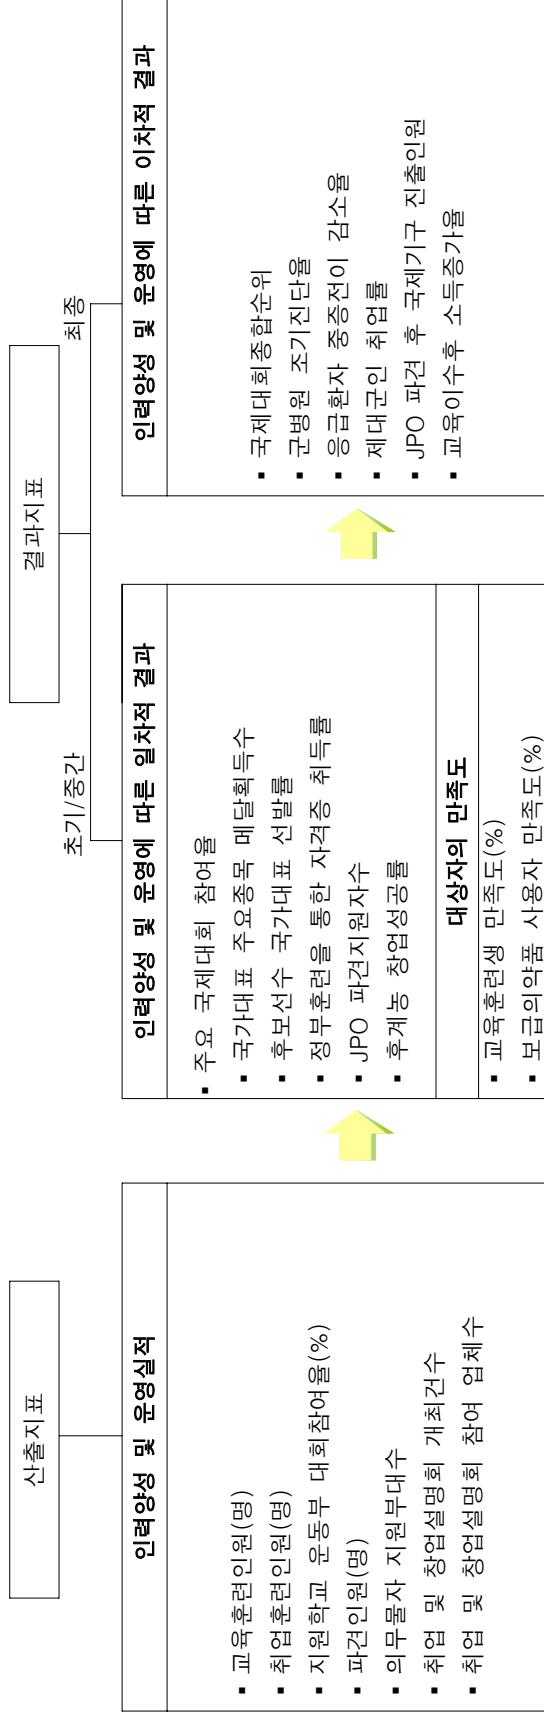 산출지표
인력양성 및 운영실적
▪ 교육훈련인원(명)
▪ 취업훈련인원(명)
▪ 지원학교 운동부 대회참여율(%)
▪ 파견인원(명)
▪ 의무물자 지원부대수
▪ 취업 및 창업설명회 개최건수
▪ 취업 및 창업설명회 참여 업체수
결과지표
초기/중간
최종
인력양성 및 운영에 따른 일차적 결과
▪ 주요 국제대회 참여율
▪ 국가대표 주요종목 메달획득수
▪ 후보선수 국가대표 선발률
▪ 정부훈련을 통한 자격증 취득률
▪ JPO 파견지원자수
▪ 후계농 창업성공률
대상자의 만족도
▪ 교육훈련생 만족도(%)
▪ 보급의약품 사용자 만족도(%)
인력양성 및 운영에 따른 이차적 결과
▪ 국제대회종합순위
▪ 군병원 조기진단율
▪ 응급환자 중증전이 감소율
▪ 제대군인 취업률
▪ JPO 파견 후 국제기구 진출인원
▪ 교육이수후 소득증가율